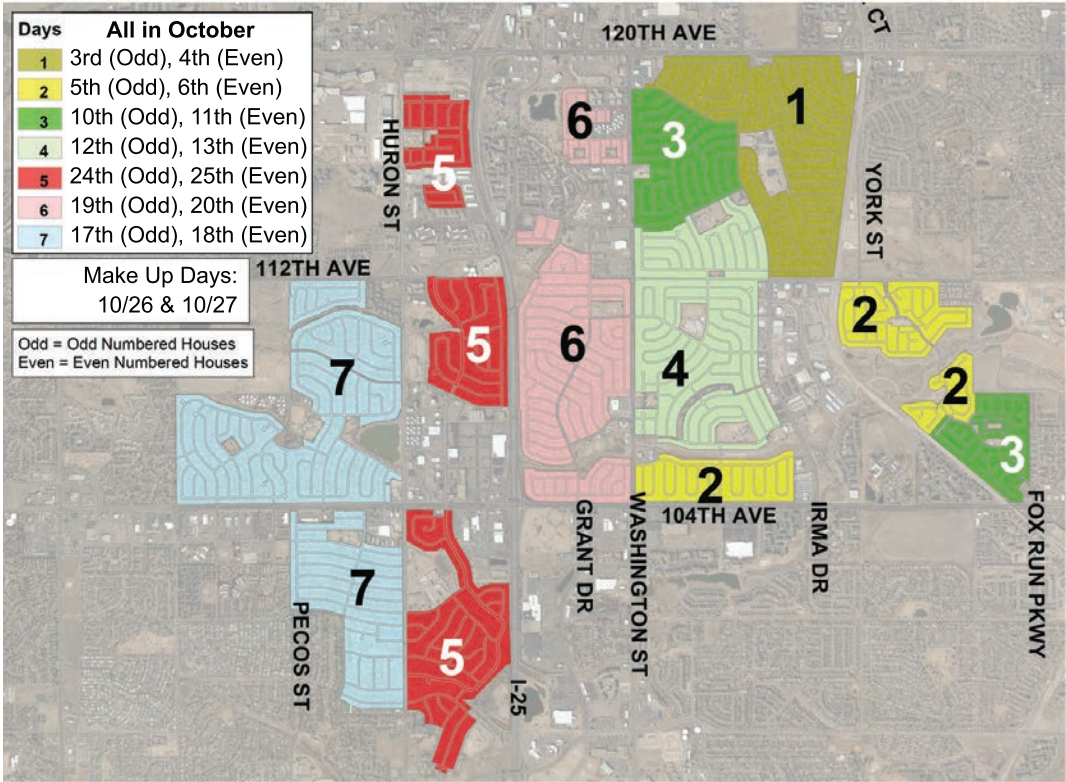 Days All in October
1 3rd (Odd), 4th (Even)
2 5th (Odd), 6th (Even)
3 10th (Odd), 11th (Even)
4 12th (Odd), 13th (Even)
5 24th (Odd), 25th (Even)
6 19th (Odd), 20th (Even)
7 17th (Odd), 18th (Even)
Make Up Days:
10/26 & 10/27
Odd = Odd Numbered Houses
Even = Even Numbered Houses
CT
120TH AVE
1
6
3
5
HURON ST
YORK ST
112TH AVE
2
5
6
7
4
2
3
2
104TH AVE
GRANT DR
WASHINGTON ST
IRMA DR
FOX RUN PKWY
7
PECOS ST
5
I-25